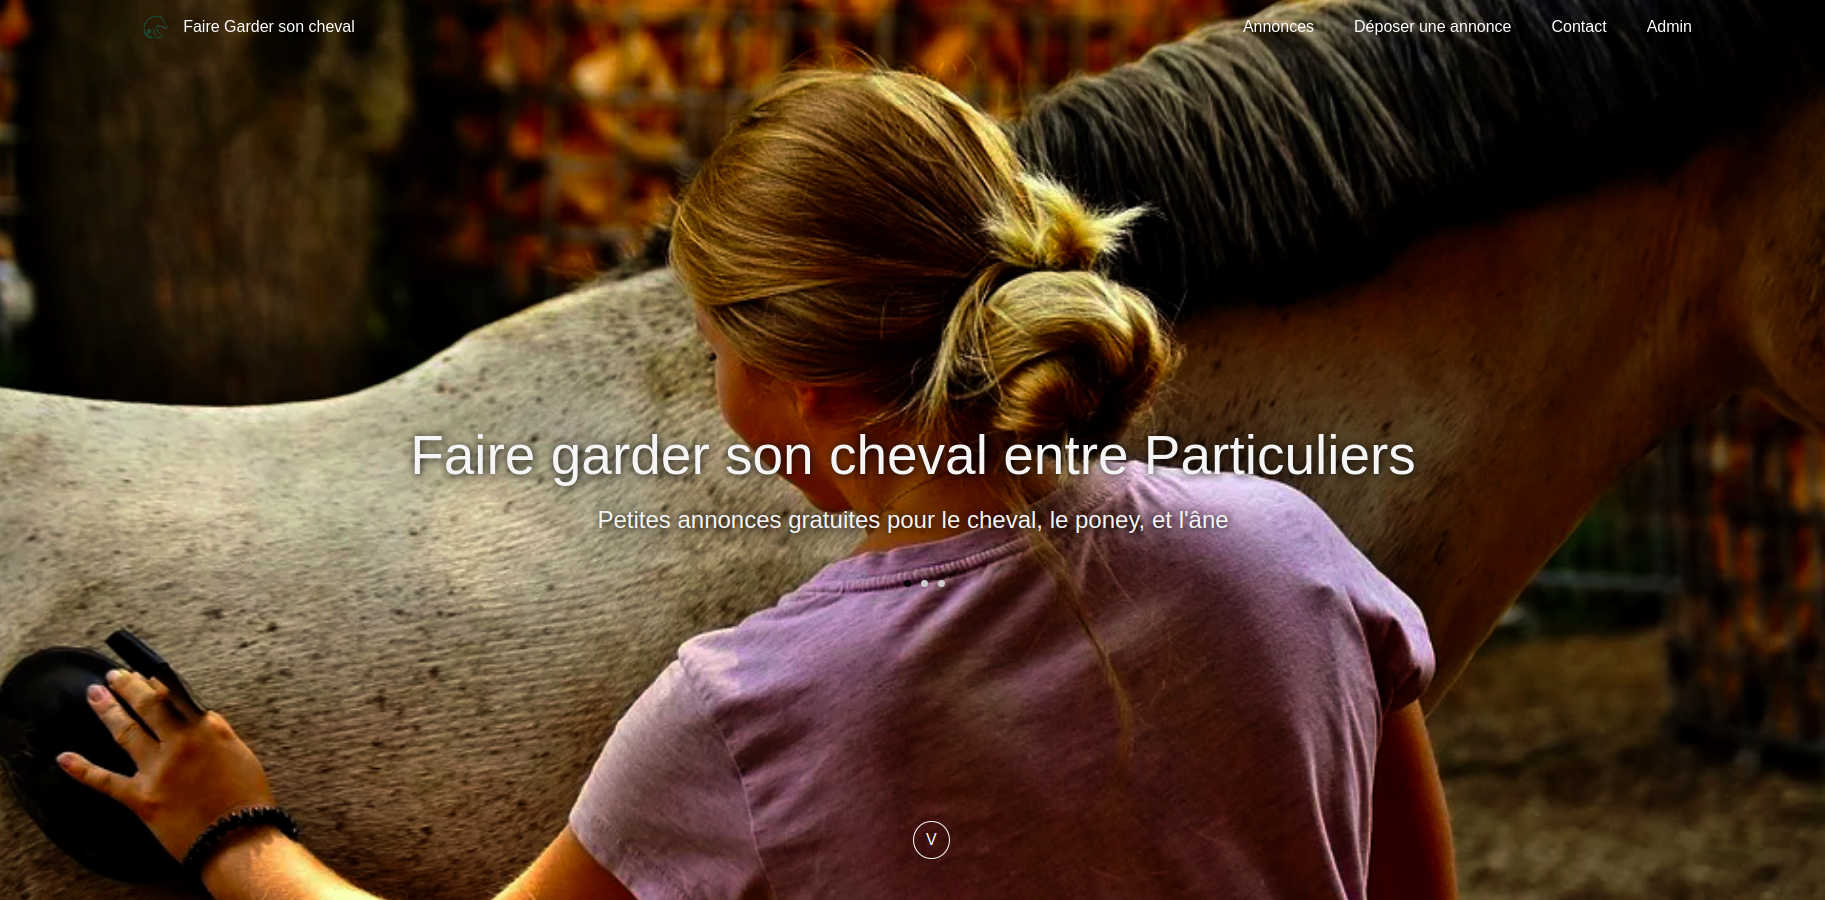 Faire Garder son cheval
Annonces
Déposer une annonce
Contact
Admin
Faire garder son cheval entre Particuliers
Petites annonces gratuites pour le cheval, le poney, et l'âne
V